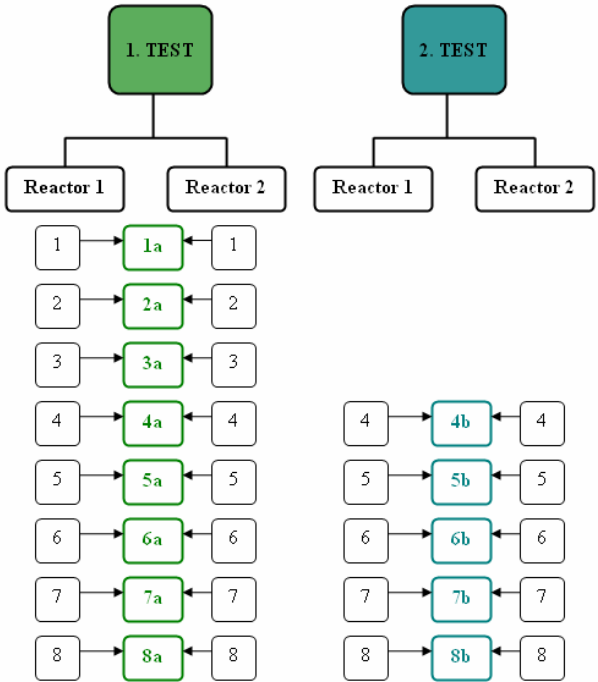 1. TEST 2. TEST
Reactor 1 Reactor 2 Reactor 1 Reactor 2
1 1a 1
2 2a 2
3 3a 3
4 4a 4 4 4b 4
5 5a 5 5 5b 5
6 6a 6 6 6b 6
7 7a 7 7 7b 7
8 8a 8 8 8b 8